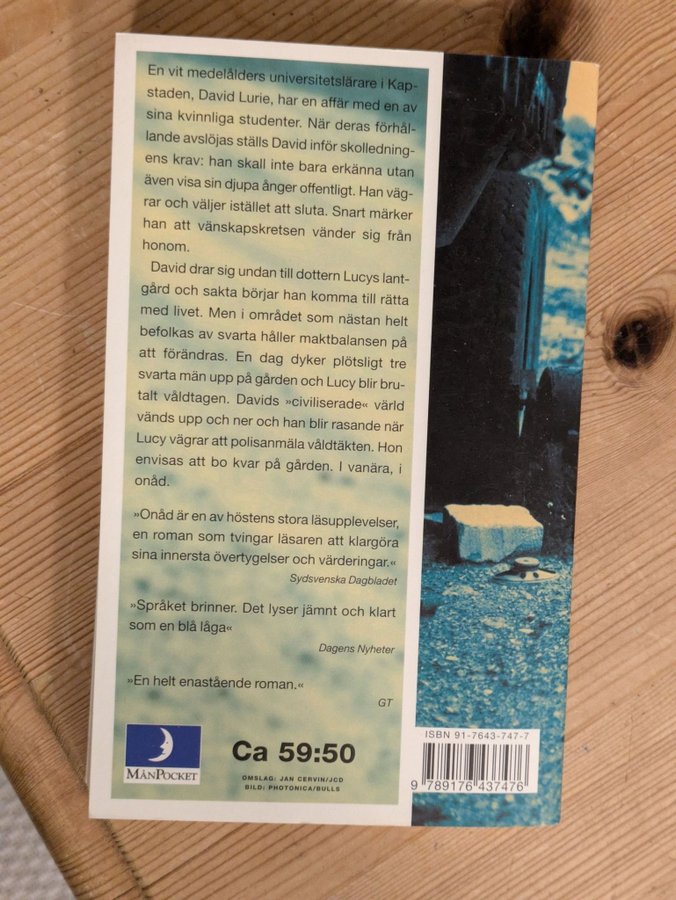 En vit medelålders universitetslärare i Kap-
staden, David Lurie, har en affär med en av
sina kvinnliga studenter. När deras förhål-
lande avslöjas ställs David inför skolledning-
ens krav: han skall inte bara erkänna utan
även visa sin djupa ånger offentligt. Han väg-
rar och väljer istället att sluta. Snart märker
han att vänskapskretsen vänder sig från
honom.
David drar sig undan till dottern Lucys lant-
gård och sakta börjar han komma till rätta
med livet. Men i området som nästan helt
befolkas av svarta håller maktbalansen på
att förändras. En dag dyker plötsligt tre
svarta män upp på gården och Lucy blir bru-
talt våldtagen. Davids »civiliserade« värld
vänds upp och ner och han blir rasande när
Lucy vägrar att polisanmäla våldtäkten. Hon
envisas att bo kvar på gården. I vanära, i
onåd.
»Onåd är en av höstens stora läsupplevelser,
en roman som tvingar läsaren att klargöra
sina innersta övertygelser och värderingar.«
Sydsvenska Dagbladet
»Språket brinner. Det lyser jämnt och klart
som en blå låga«
Dagens Nyheter
»En helt enastående roman.«
GT
MÅNPOCKET
Ca 59:50
OMSLAG: JAN CERVIN/JCD
BILD: PHOTONICA/BULLS
ISBN 91-7643-747-7
9 789176 437476